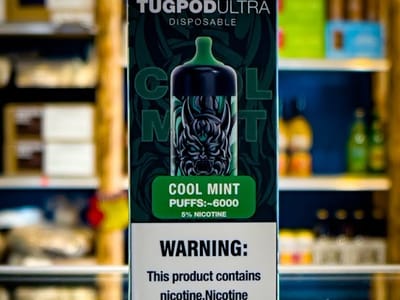 TUGPODULTRA
DISPOSABLE
COOL
MINT
COOL MINT
PUFFS:~6000
5% NICOTINE
WARNING:
This product contains
nicotine.Nicotine